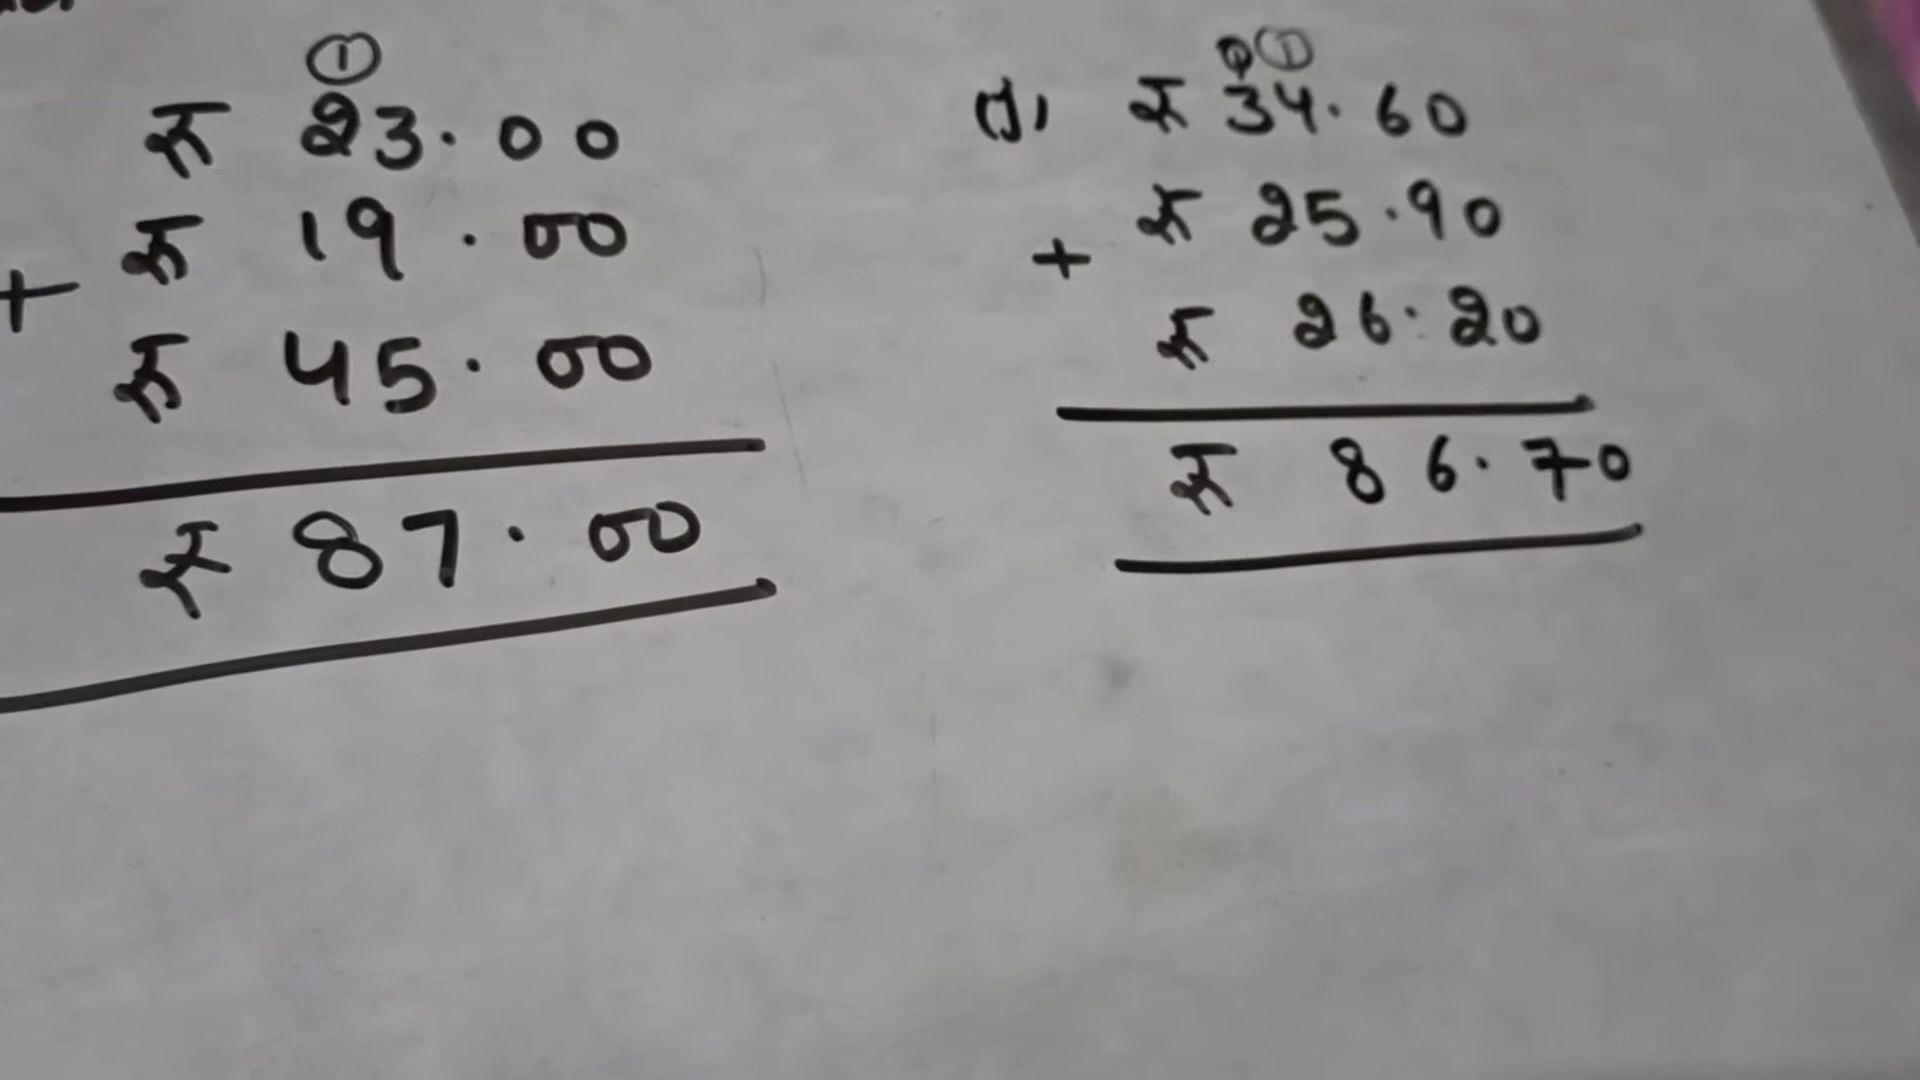 ①
रू 23.00
रू 19.00
+
रू 45.00
रू 87.00
①
रू 34.60
रू 25.90
+
रू 26.20
रू 86.70